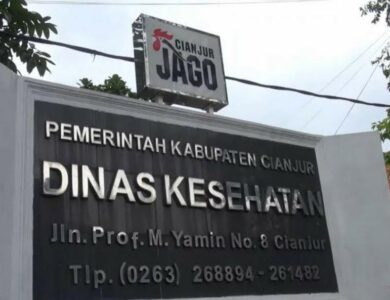 CIANJUR
JAGO
PEMERINTAH KABUPATEN CIANJUR
DINAS KESEHATAN
Jln. Prof. M. Yamin No. 8 Cianjur
Tlp. (0263) 268894 - 261482